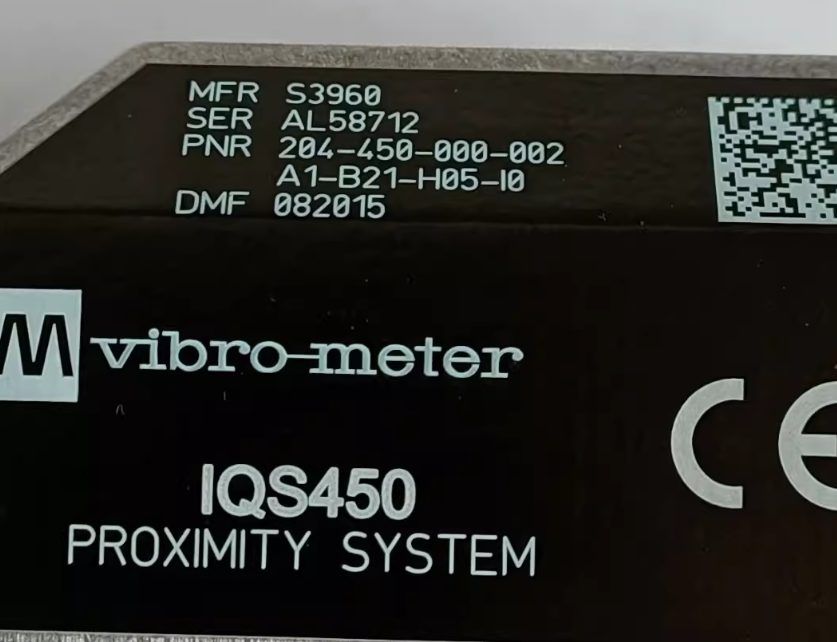 MFR S3960
SER AL58712
PNR 204-450-000-002
A1-B21-H05-I0
DMF 082015
vibro-meter
CE
IQS450
PROXIMITY SYSTEM